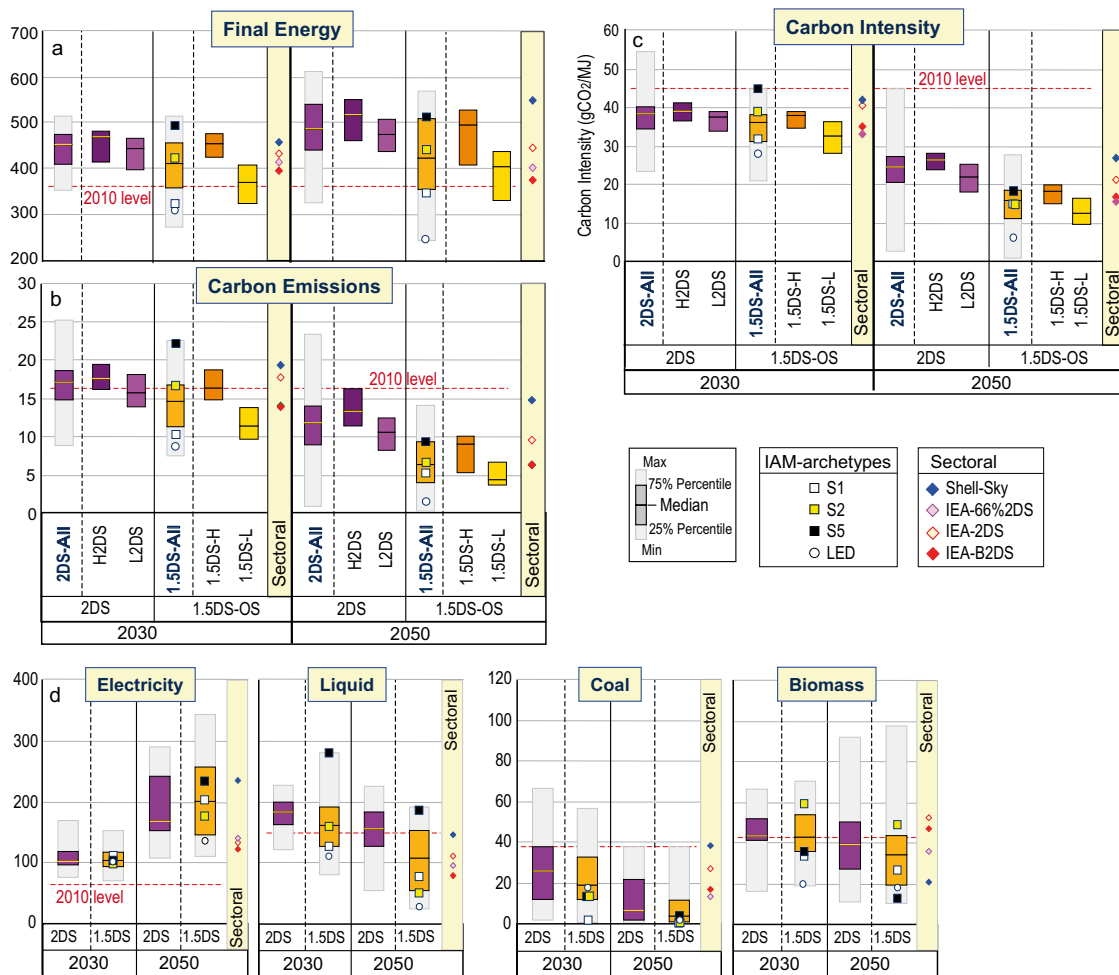 a
Final Energy
700
600
500
400
300
200
2010 level
b
Carbon Emissions
30
25
20
15
10
5
0
2010 level
2DS-All
H2DS
L2DS
1.5DS-All
1.5DS-H
1.5DS-L
Sectoral
2DS
1.5DS-OS
2030
2DS-All
H2DS
L2DS
1.5DS-All
1.5DS-H
1.5DS-L
Sectoral
2DS
1.5DS-OS
2050
c
Carbon Intensity
Carbon Intensity (gCO2/MJ)
60
50
40
30
20
10
0
2010 level
2DS-All
H2DS
L2DS
1.5DS-All
1.5DS-H
1.5DS-L
Sectoral
2DS
1.5DS-OS
2030
2DS-All
H2DS
L2DS
1.5DS-All
1.5DS-H
1.5DS-L
Sectoral
2DS
1.5DS-OS
2050
Max
75% Percentile
Median
25% Percentile
Min
IAM-archetypes
S1
S2
S5
LED
Sectoral
Shell-Sky
IEA-66%2DS
IEA-2DS
IEA-B2DS
d
Electricity
400
300
200
100
0
2010 level
2DS
1.5DS
2DS
1.5DS
2030
2050
Sectoral
Liquid
2DS
1.5DS
2DS
1.5DS
2030
2050
Sectoral
Coal
120
100
80
60
40
20
0
2DS
1.5DS
2DS
1.5DS
2030
2050
Sectoral
Biomass
2DS
1.5DS
2DS
1.5DS
2030
2050
Sectoral